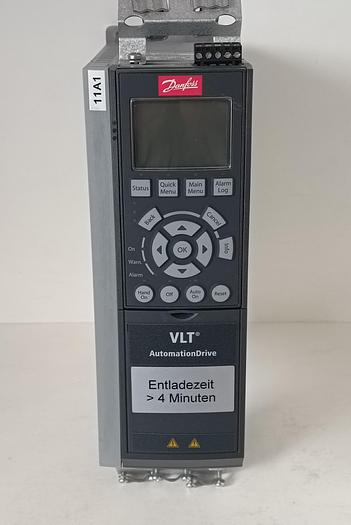 11A1
Danfoss
Status
Quick Menu
Main Menu
Alarm Log
Back
Cancel
Info
OK
On
Warn.
Alarm
Hand On
Off
Auto On
Reset
VLT®
AutomationDrive
Entladezeit
> 4 Minuten